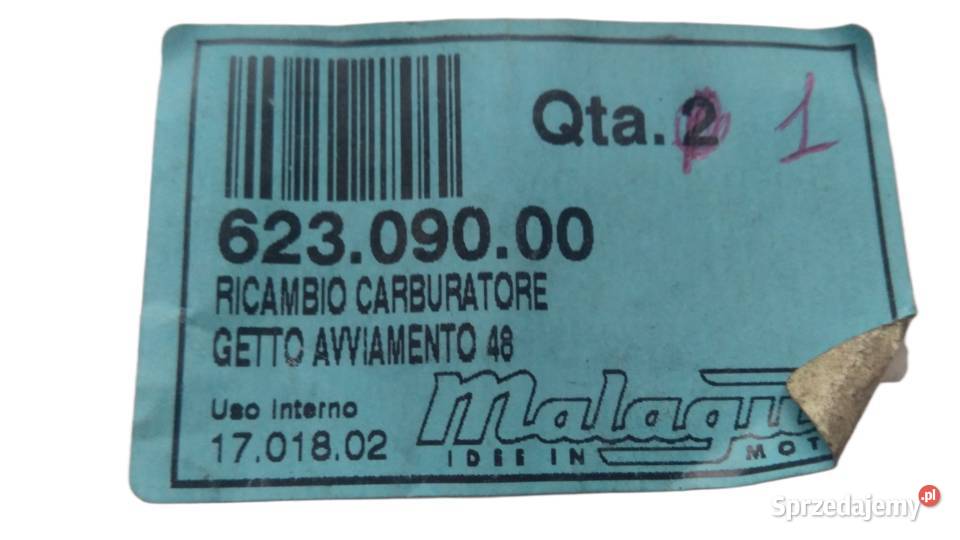 Qta. 2 1
623.090.00
RICAMBIO CARBURATORE
GETTO AVVIAMENTO 48
Uso Interno
17.018.02
IDEE IN
Sprzedajemy.pl